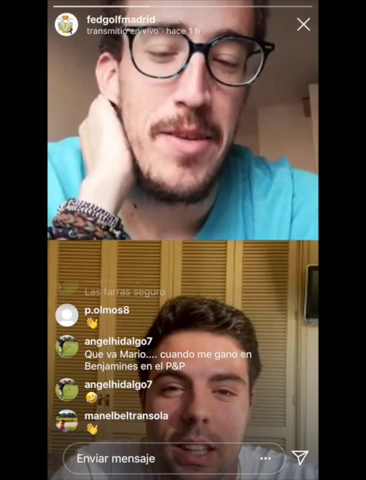 fedgolfmadrid
transmitió en vivo · hace 1 h
Las farras seguro
p.olmos8
👋
angelhidalgo7
Que va Mario.... cuando me gano en
Benjamines en el P&P
angelhidalgo7
🤣
manelbeltransola
👋
Enviar mensaje